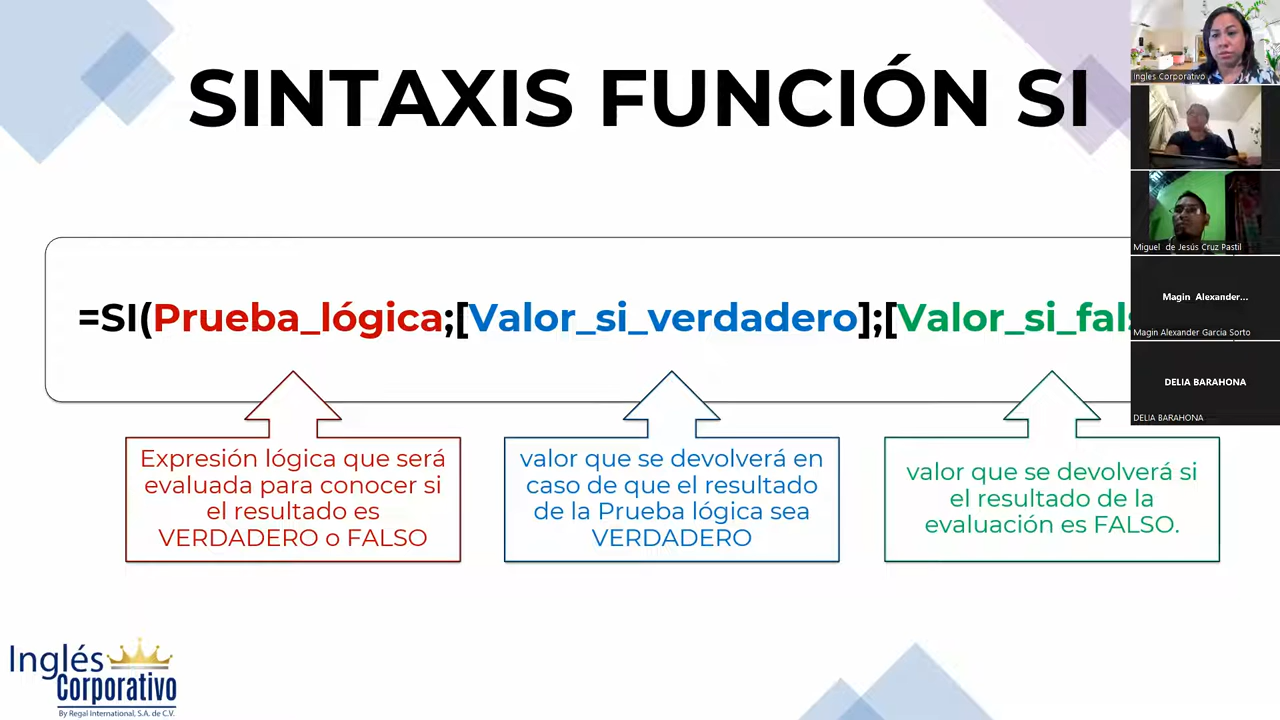 SINTAXIS FUNCIÓN SI
=SI(Prueba_lógica;[Valor_si_verdadero];[Valor_si_fals
Expresión lógica que será
evaluada para conocer si
el resultado es
VERDADERO o FALSO
valor que se devolverá en
caso de que el resultado
de la Prueba lógica sea
VERDADERO
valor que se devolverá si
el resultado de la
evaluación es FALSO.
Ingles Corporativo
Miguel de Jesús Cruz Pastil
Magin Alexander...
Magin Alexander Garcia Sorto
DELIA BARAHONA
DELIA BARAHONA
Inglés
Corporativo
By Regal International, S.A. de C.V.